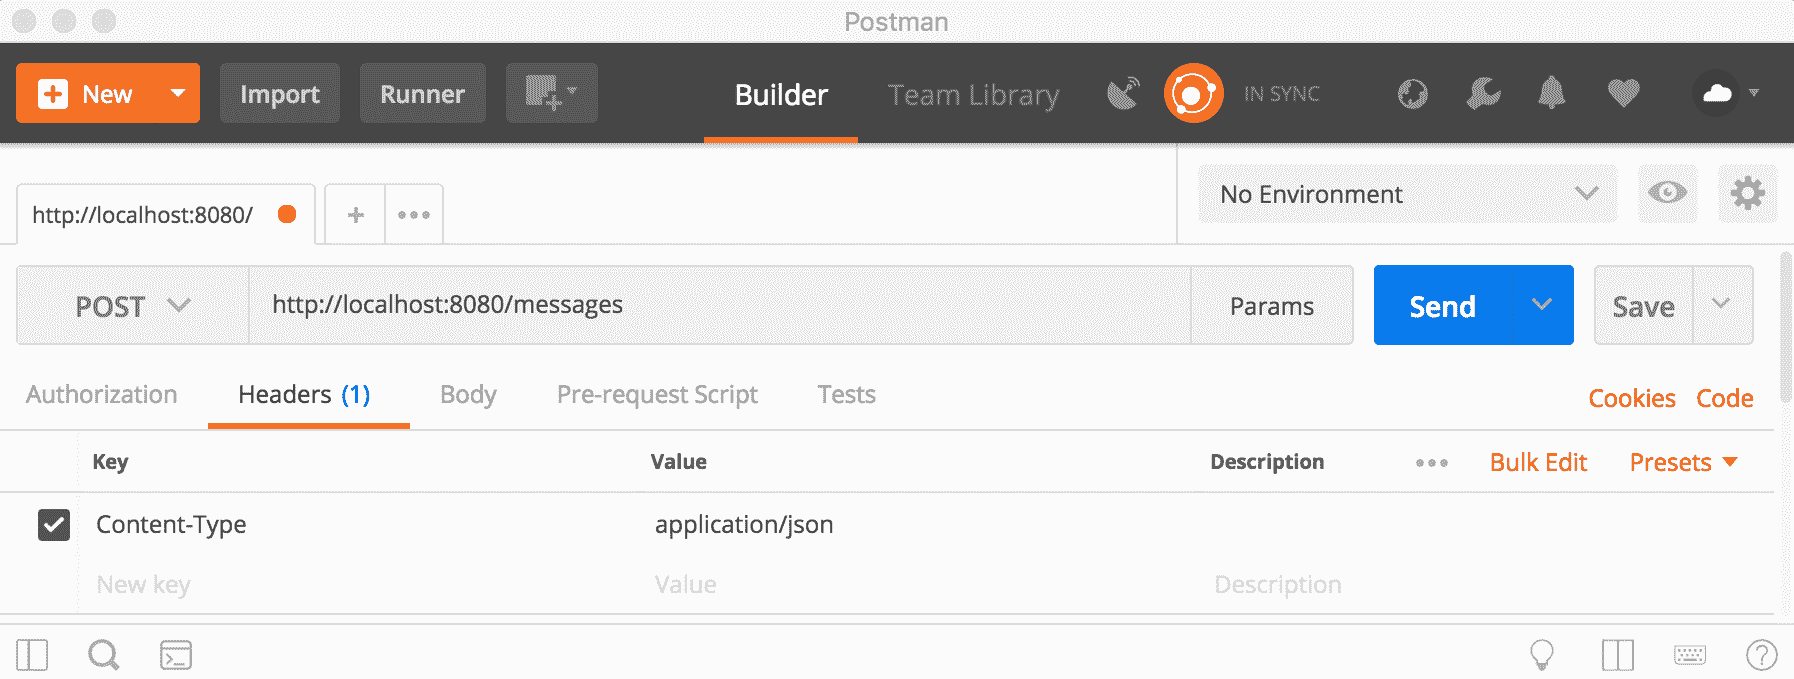 Postman
New Import Runner Builder Team Library IN SYNC
No Environment
http://localhost:8080/ + •••
POST http://localhost:8080/messages Params Send Save
Authorization Headers (1) Body Pre-request Script Tests Cookies Code
Key Value Description ••• Bulk Edit Presets
Content-Type application/json
New key Value Description